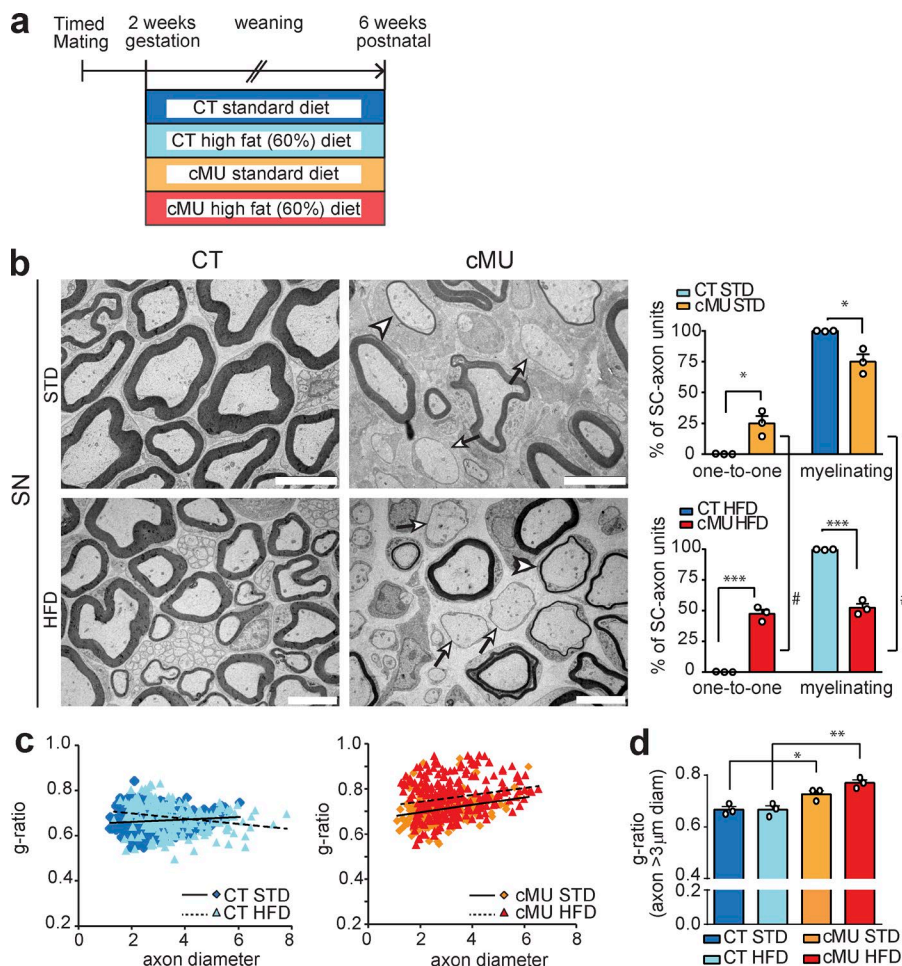 a
Timed
Mating
2 weeks
gestation
weaning
6 weeks
postnatal
CT standard diet
CT high fat (60%) diet
cMU standard diet
cMU high fat (60%) diet
b
CT
cMU
SN
STD
HFD
CT STD
cMU STD
% of SC-axon units
100
75
50
25
0
*
*
one-to-one
myelinating
CT HFD
cMU HFD
% of SC-axon units
100
75
50
25
0
***
***
#
one-to-one
myelinating
c
g-ratio
1.0
0.8
0.6
0.4
0.2
CT STD
CT HFD
0 2 4 6 8
axon diameter
g-ratio
1.0
0.8
0.6
0.4
0.2
cMU STD
cMU HFD
0 2 4 6 8
axon diameter
d
g-ratio
(axon >3µm diam)
0.8
0.6
0.4
0.2
0.0
*
**
CT STD
cMU STD
CT HFD
cMU HFD